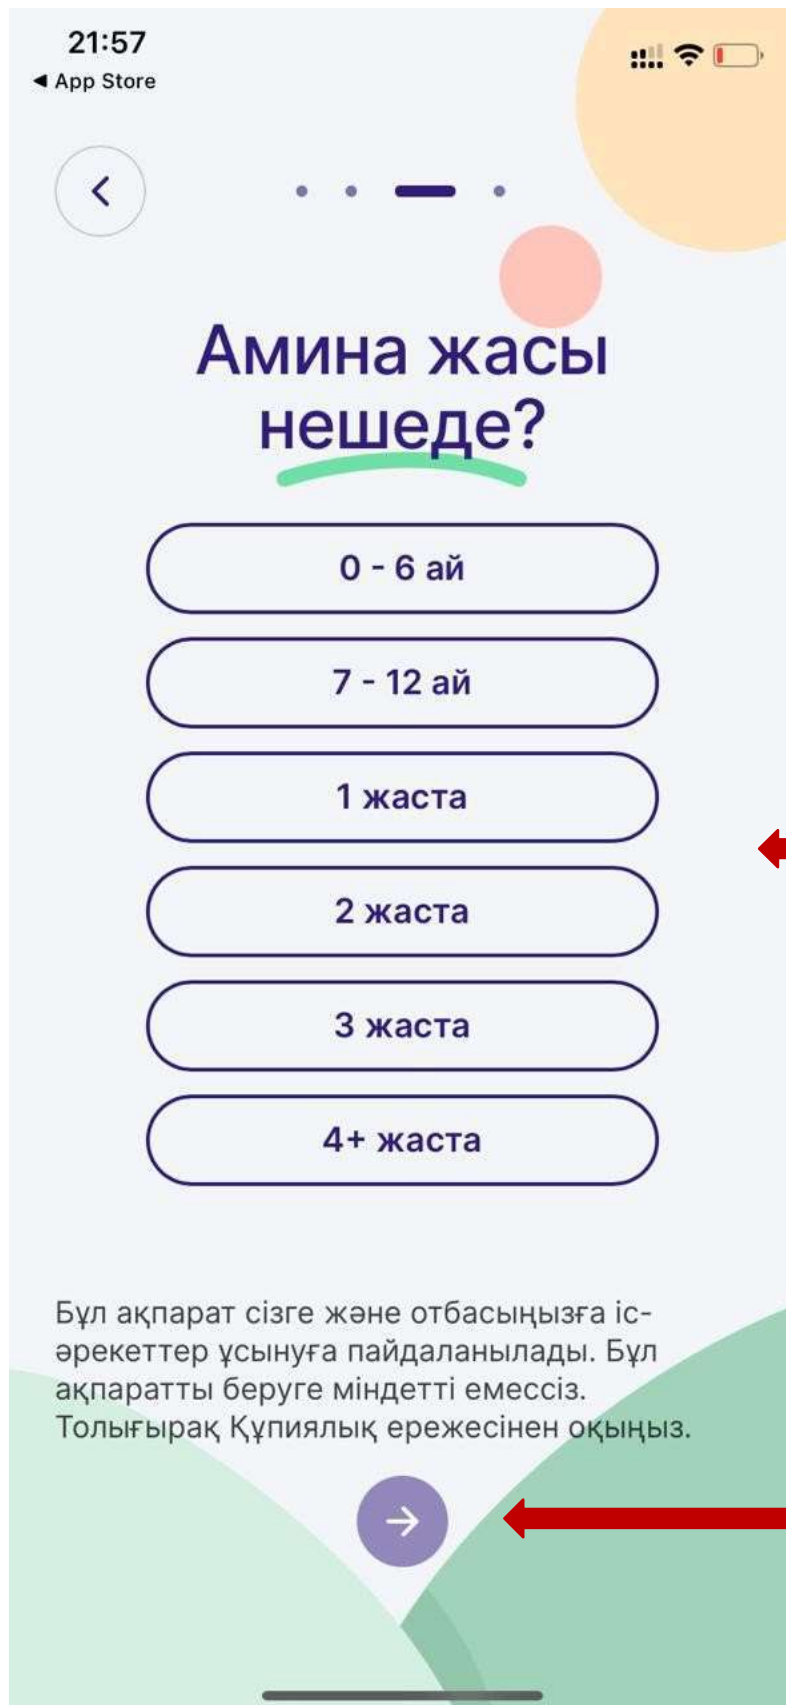 21:57
◀ App Store
Амина жасы
нешеде?
0 - 6 ай
7 - 12 ай
1 жаста
2 жаста
3 жаста
4+ жаста
Бұл ақпарат сізге және отбасыңызға іс-
әрекеттер ұсынуға пайдаланылады. Бұл
ақпаратты беруге міндетті емессіз.
Толығырақ Құпиялық ережесінен оқыңыз.